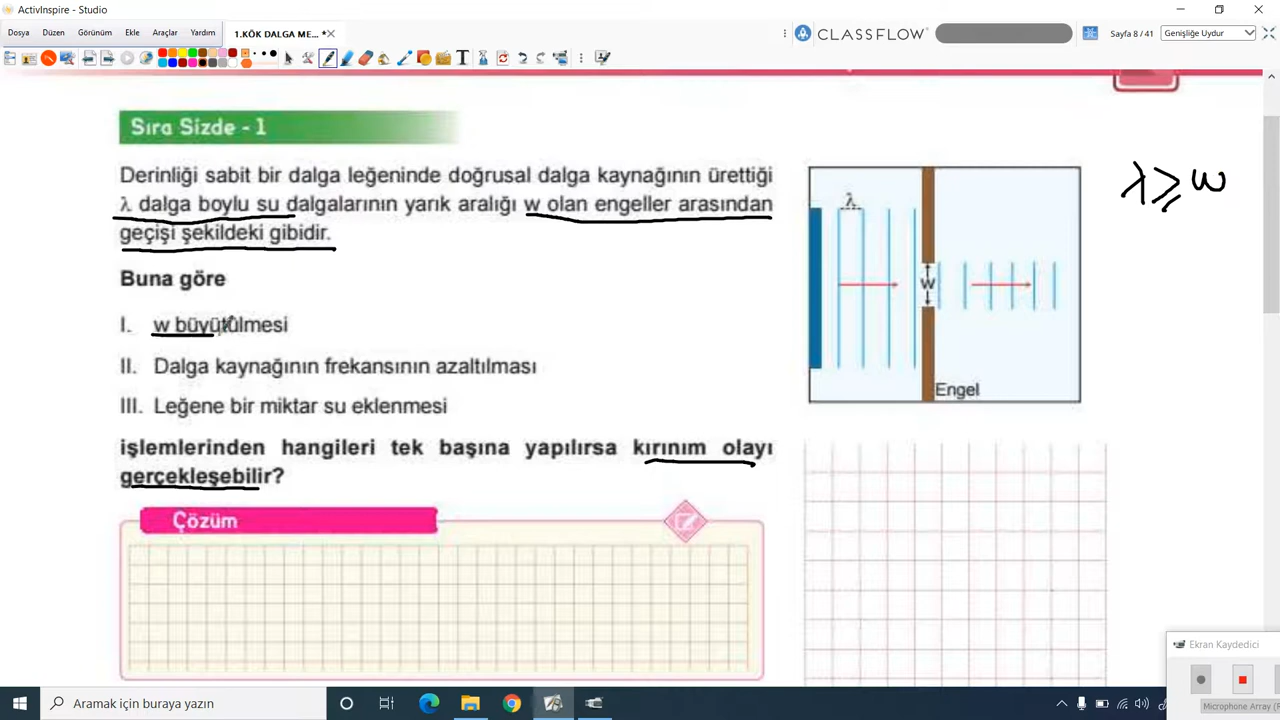 ActivInspire - Studio
Dosya Düzen Görünüm Ekle Araçlar Yardım 1.KÖK DALGA ME... * CLASSFLOW Sayfa 8 / 41 Genişliğe Uydur
Sıra Sizde - 1
Derinliği sabit bir dalga leğeninde doğrusal dalga kaynağının ürettiği
λ dalga boylu su dalgalarının yarık aralığı w olan engeller arasından
geçişi şekildeki gibidir.
Buna göre
I. w büyütülmesi
II. Dalga kaynağının frekansının azaltılması
III. Leğene bir miktar su eklenmesi
işlemlerinden hangileri tek başına yapılırsa kırınım olayı
gerçekleşebilir?
Çözüm
λ
w
Engel
λ ≥ w
Ekran Kaydedici
Microphone Array (R
Aramak için buraya yazın